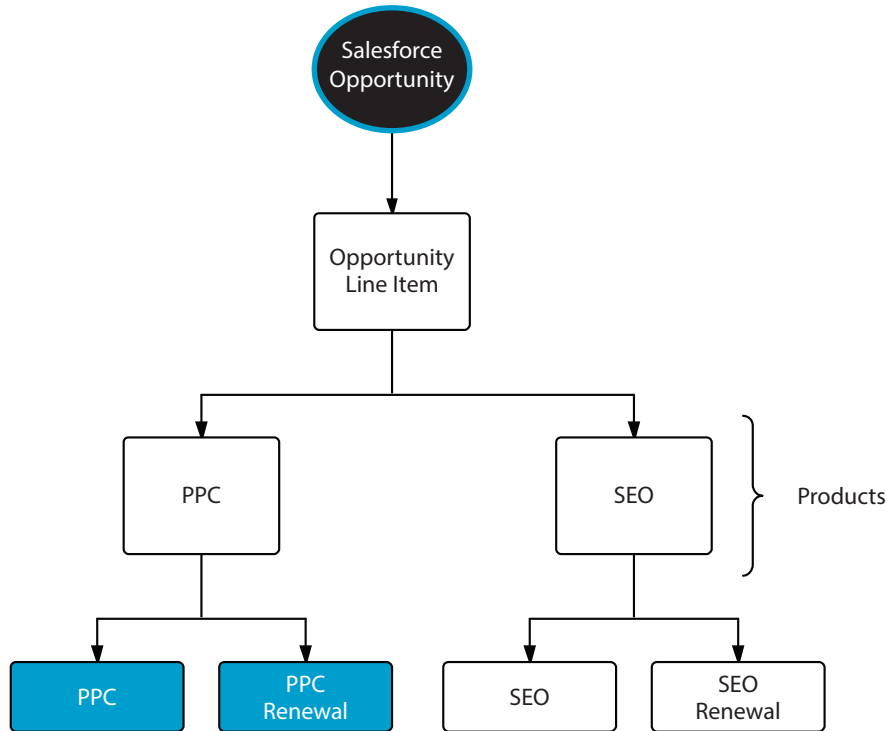 Salesforce
Opportunity
Opportunity
Line Item
PPC
SEO
Products
PPC
PPC
Renewal
SEO
SEO
Renewal